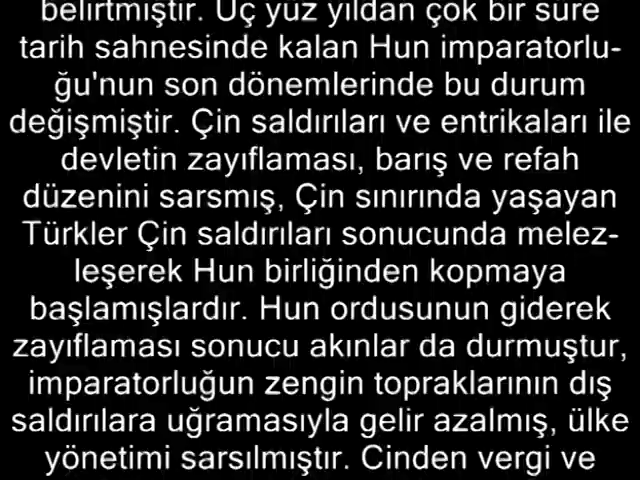 belirtmiştir. Üç yüz yıldan çok bir süre
tarih sahnesinde kalan Hun imparatorlu-
ğu'nun son dönemlerinde bu durum
değişmiştir. Çin saldırıları ve entrikaları ile
devletin zayıflaması, barış ve refah
düzenini sarsmış, Çin sınırında yaşayan
Türkler Çin saldırıları sonucunda melez-
leşerek Hun birliğinden kopmaya
başlamışlardır. Hun ordusunun giderek
zayıflaması sonucu akınlar da durmuştur,
imparatorluğun zengin topraklarının dış
saldırılara uğramasıyla gelir azalmış, ülke
yönetimi sarsılmıştır. Cinden vergi ve